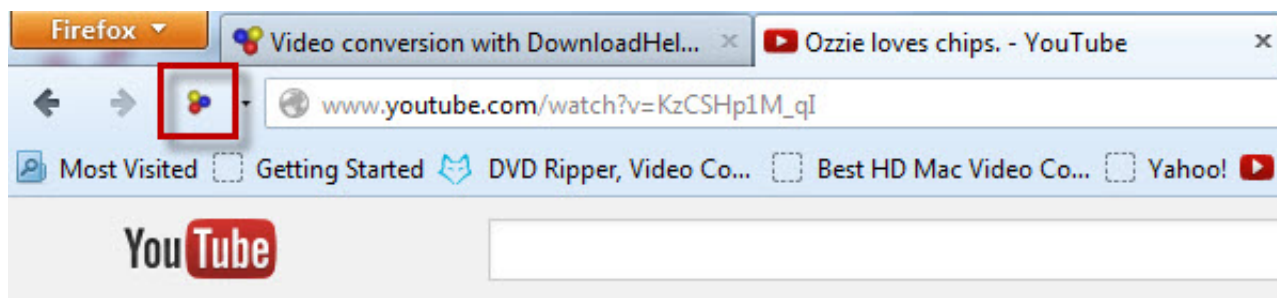 Firefox
Video conversion with DownloadHel...
Ozzie loves chips. - YouTube
www.youtube.com/watch?v=KzCSHp1M_qI
Most Visited Getting Started DVD Ripper, Video Co... Best HD Mac Video Co... Yahoo!
YouTube